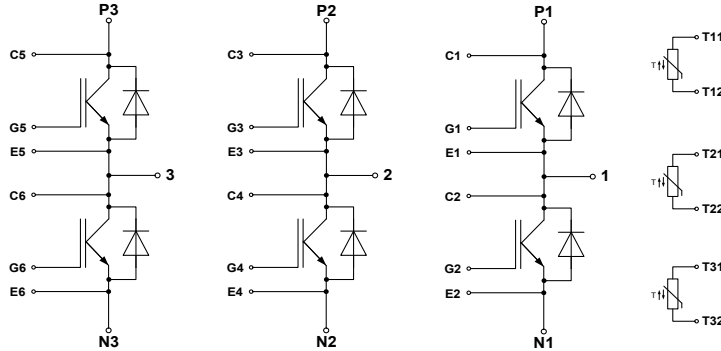 P3 P2 P1
C5 C3 C1
G5 G3 G1
E5 E3 E1
3 2 1
C6 C4 C2
G6 G4 G2
E6 E4 E2
N3 N2 N1
T11
T↑↓
T12
T21
T↑↓
T22
T31
T↑↓
T32